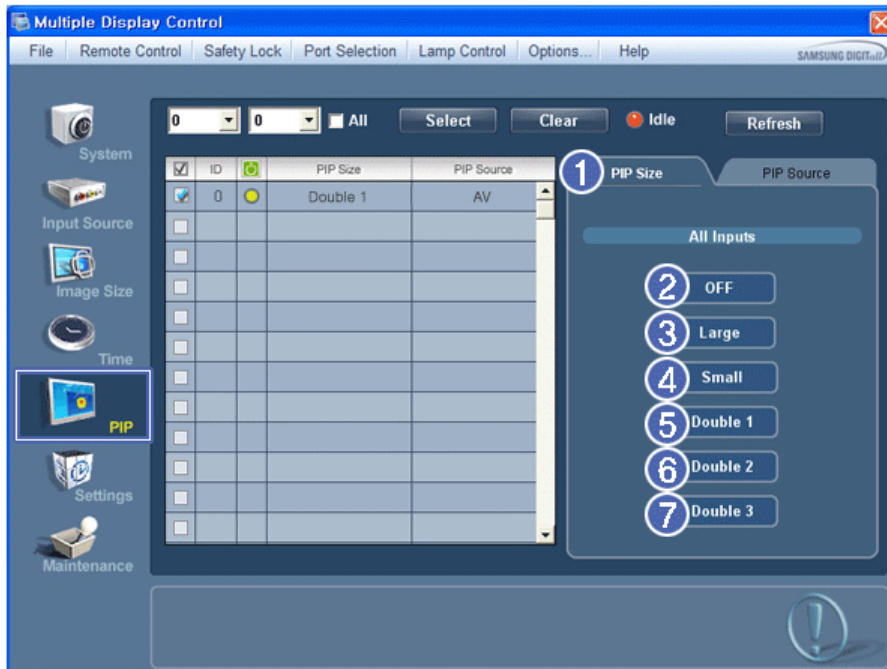 Multiple Display Control
File Remote Control Safety Lock Port Selection Lamp Control Options... Help SAMSUNG DIGITall
0 0 All Select Clear Idle Refresh
System
Input Source
Image Size
Time
PIP
Settings
Maintenance
ID PIP Size PIP Source
0 Double 1 AV
1 PIP Size PIP Source
All Inputs
2 OFF
3 Large
4 Small
5 Double 1
6 Double 2
7 Double 3